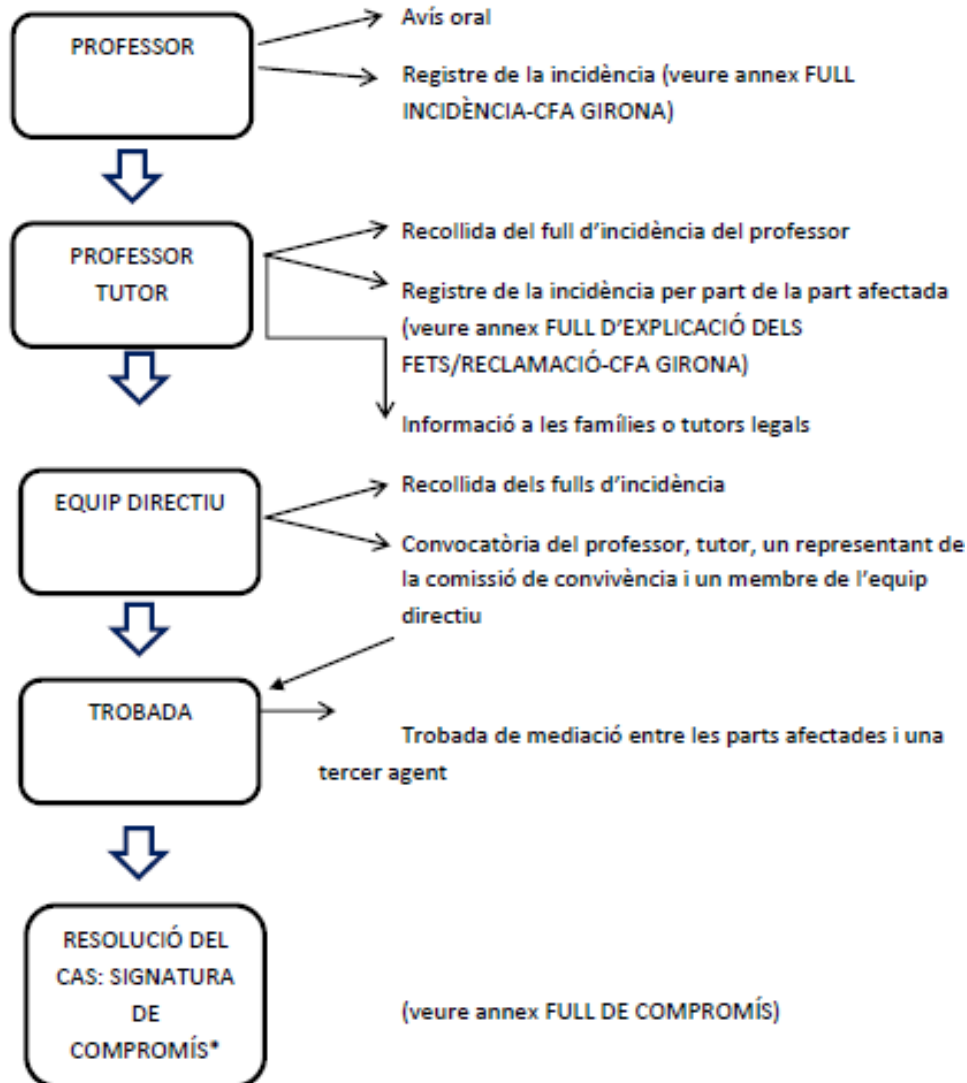 PROFESSOR
Avís oral
Registre de la incidència (veure annex FULL
INCIDÈNCIA-CFA GIRONA)
PROFESSOR
TUTOR
Recollida del full d'incidència del professor
Registre de la incidència per part de la part afectada
(veure annex FULL D'EXPLICACIÓ DELS
FETS/RECLAMACIÓ-CFA GIRONA)
Informació a les famílies o tutors legals
EQUIP DIRECTIU
Recollida dels fulls d'incidència
Convocatòria del professor, tutor, un representant de
la comissió de convivència i un membre de l'equip
directiu
TROBADA
Trobada de mediació entre les parts afectades i una
tercer agent
RESOLUCIÓ DEL
CAS: SIGNATURA
DE
COMPROMÍS*
(veure annex FULL DE COMPROMÍS)